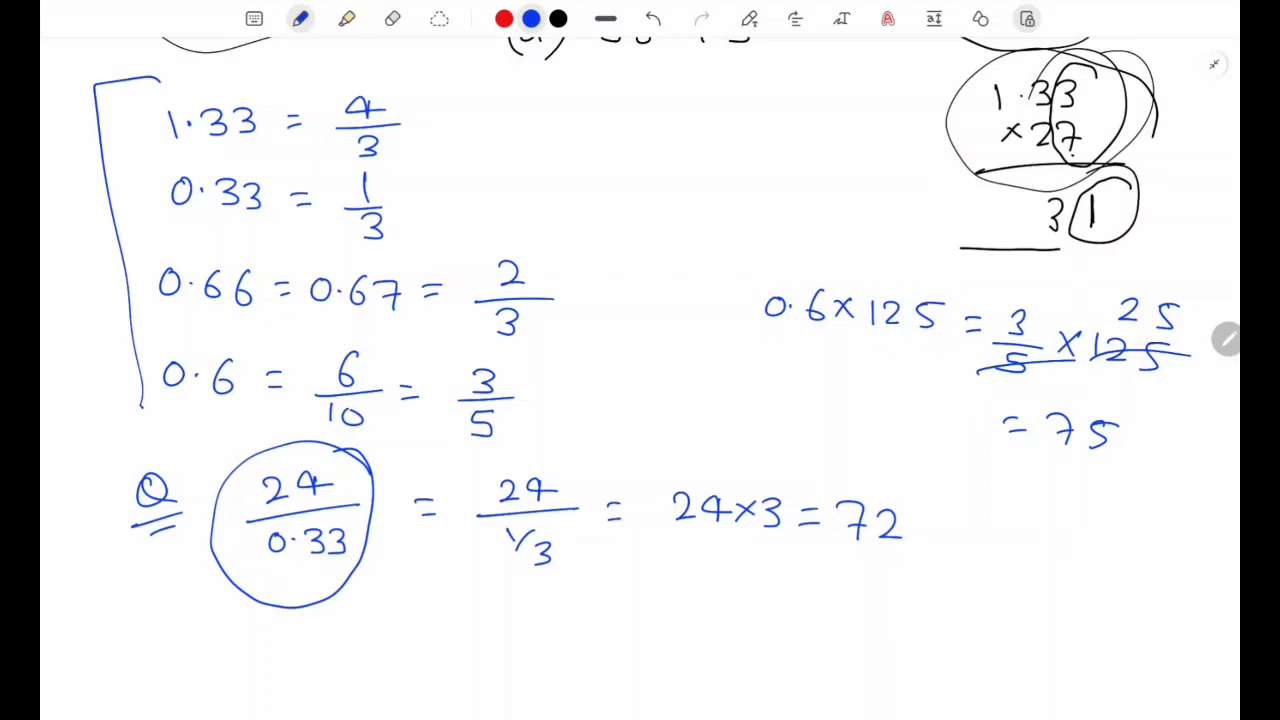 1.33 = 4/3
0.33 = 1/3
0.66 = 0.67 = 2/3
0.6 = 6/10 = 3/5
Q 24/0.33 = 24/1/3 = 24×3 = 72
1.33
×27
31
0.6×125 = 3/5 × 125 25
= 75